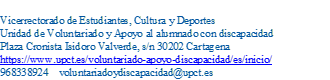 Vicerrectorado de Estudiantes, Cultura y Deportes
Unidad de Voluntariado y Apoyo al alumnado con discapacidad
Plaza Cronista Isidoro Valverde, s/n 30202 Cartagena
https://www.upct.es/voluntariado-apoyo-discapacidad/es/inicio/
968338924 voluntariadoydiscapacidad@upct.es